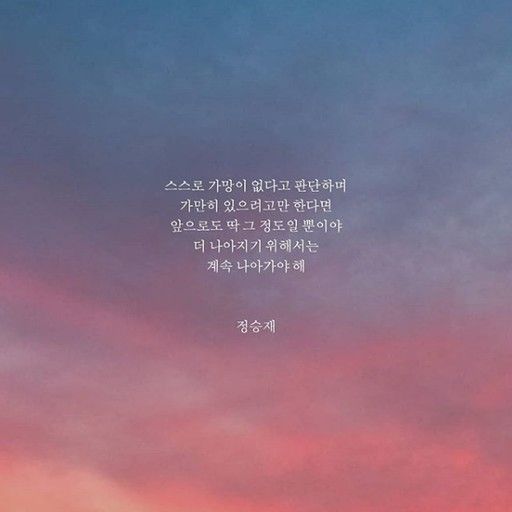 스스로 가망이 없다고 판단하며
가만히 있으려고만 한다면
앞으로도 딱 그 정도일 뿐이야
더 나아지기 위해서는
계속 나아가야 해
정승재